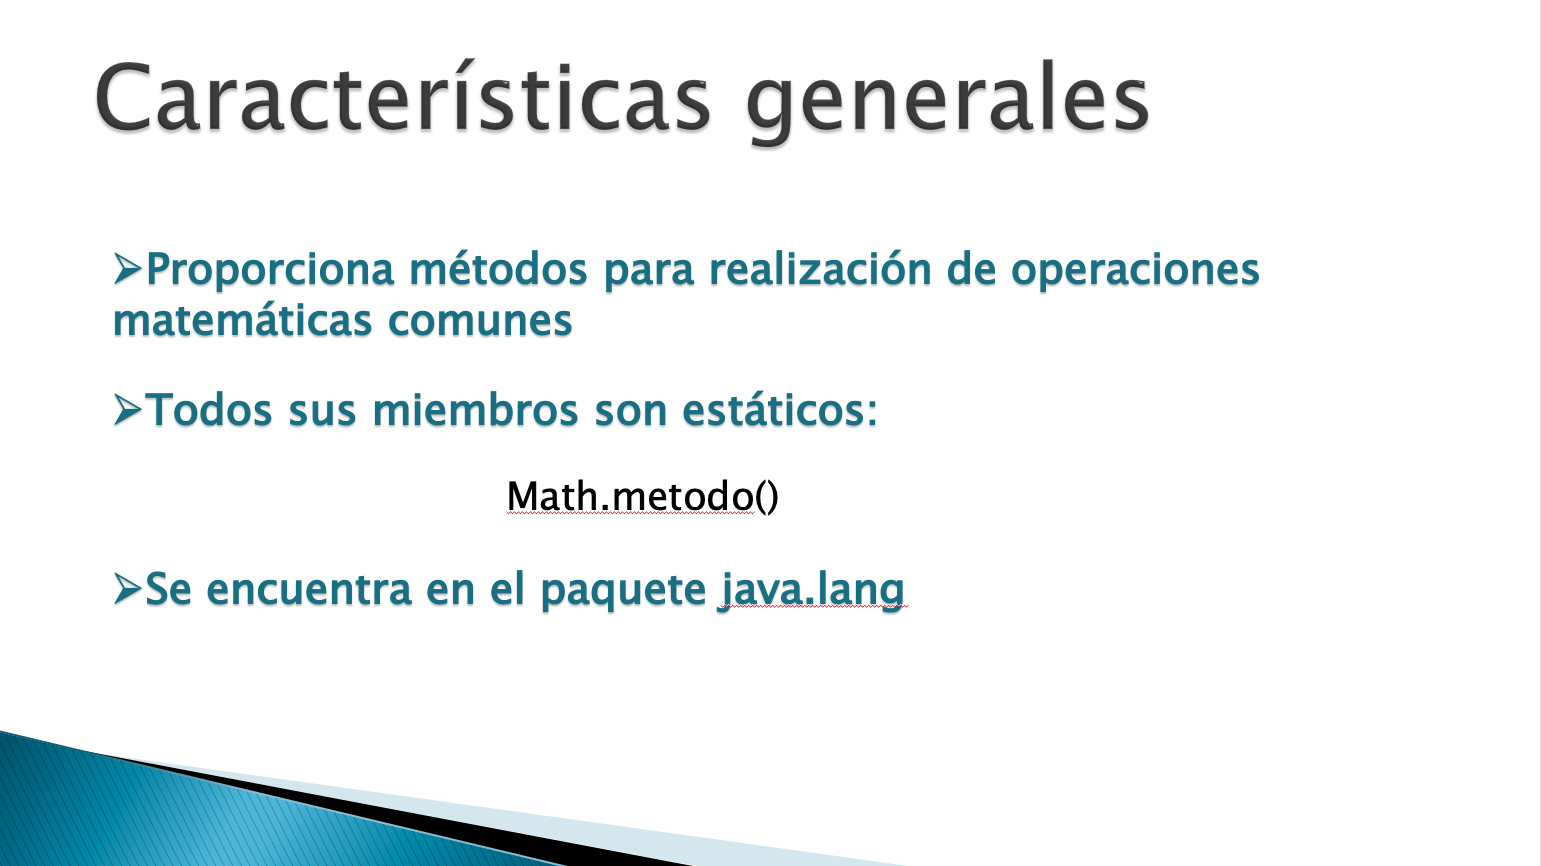 Características generales
➢Proporciona métodos para realización de operaciones
matemáticas comunes
➢Todos sus miembros son estáticos:
Math.metodo()
➢Se encuentra en el paquete java.lang